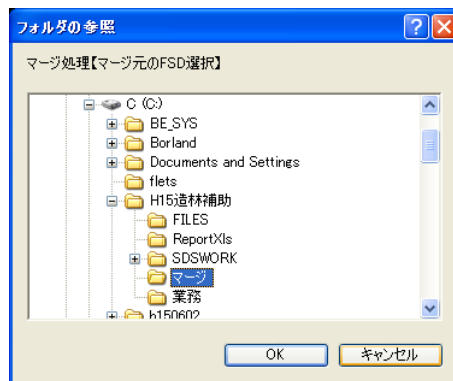 フォルダの参照
マージ処理【マージ元のFSD選択】
C (C:)
BE_SYS
Borland
Documents and Settings
flets
H15造林補助
FILES
ReportXls
SDSWORK
マージ
業務
h150602
OK
キャンセル